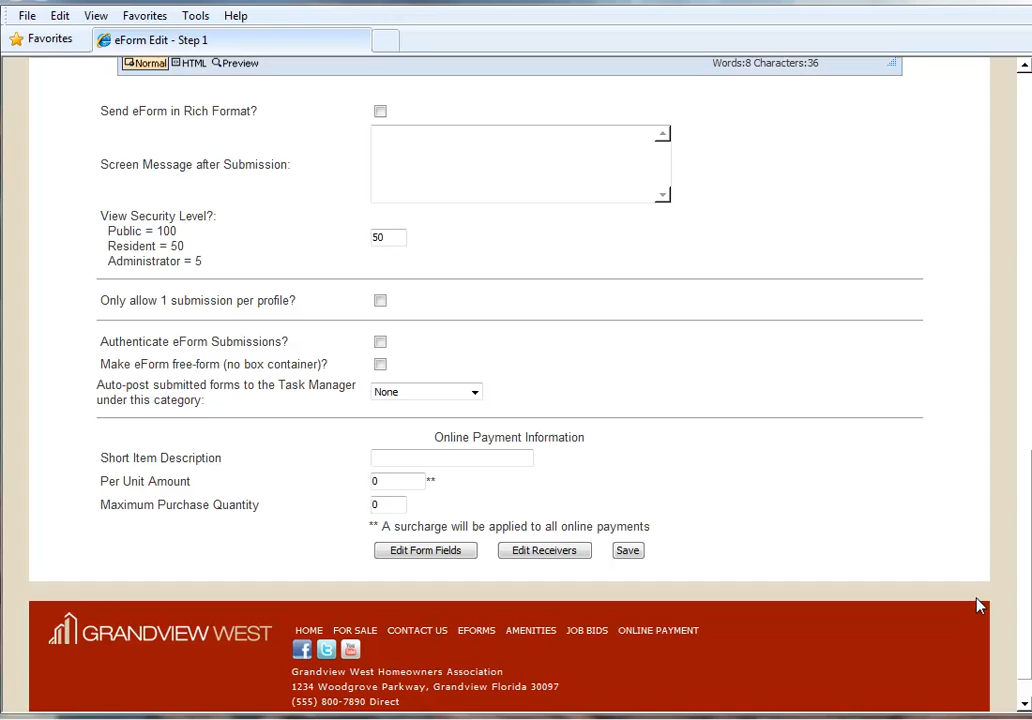 File Edit View Favorites Tools Help
Favorites eForm Edit - Step 1
Normal HTML Preview Words:8 Characters:36
Send eForm in Rich Format?
Screen Message after Submission:
View Security Level?:
Public = 100
Resident = 50
50
Administrator = 5
Only allow 1 submission per profile?
Authenticate eForm Submissions?
Make eForm free-form (no box container)?
Auto-post submitted forms to the Task Manager
under this category:
None
Online Payment Information
Short Item Description
Per Unit Amount 0 **
Maximum Purchase Quantity 0
** A surcharge will be applied to all online payments
Edit Form Fields Edit Receivers Save
GRANDVIEW WEST HOME FOR SALE CONTACT US EFORMS AMENITIES JOB BIDS ONLINE PAYMENT
f t You Tube
Grandview West Homeowners Association
1234 Woodgrove Parkway, Grandview Florida 30097
(555) 800-7890 Direct